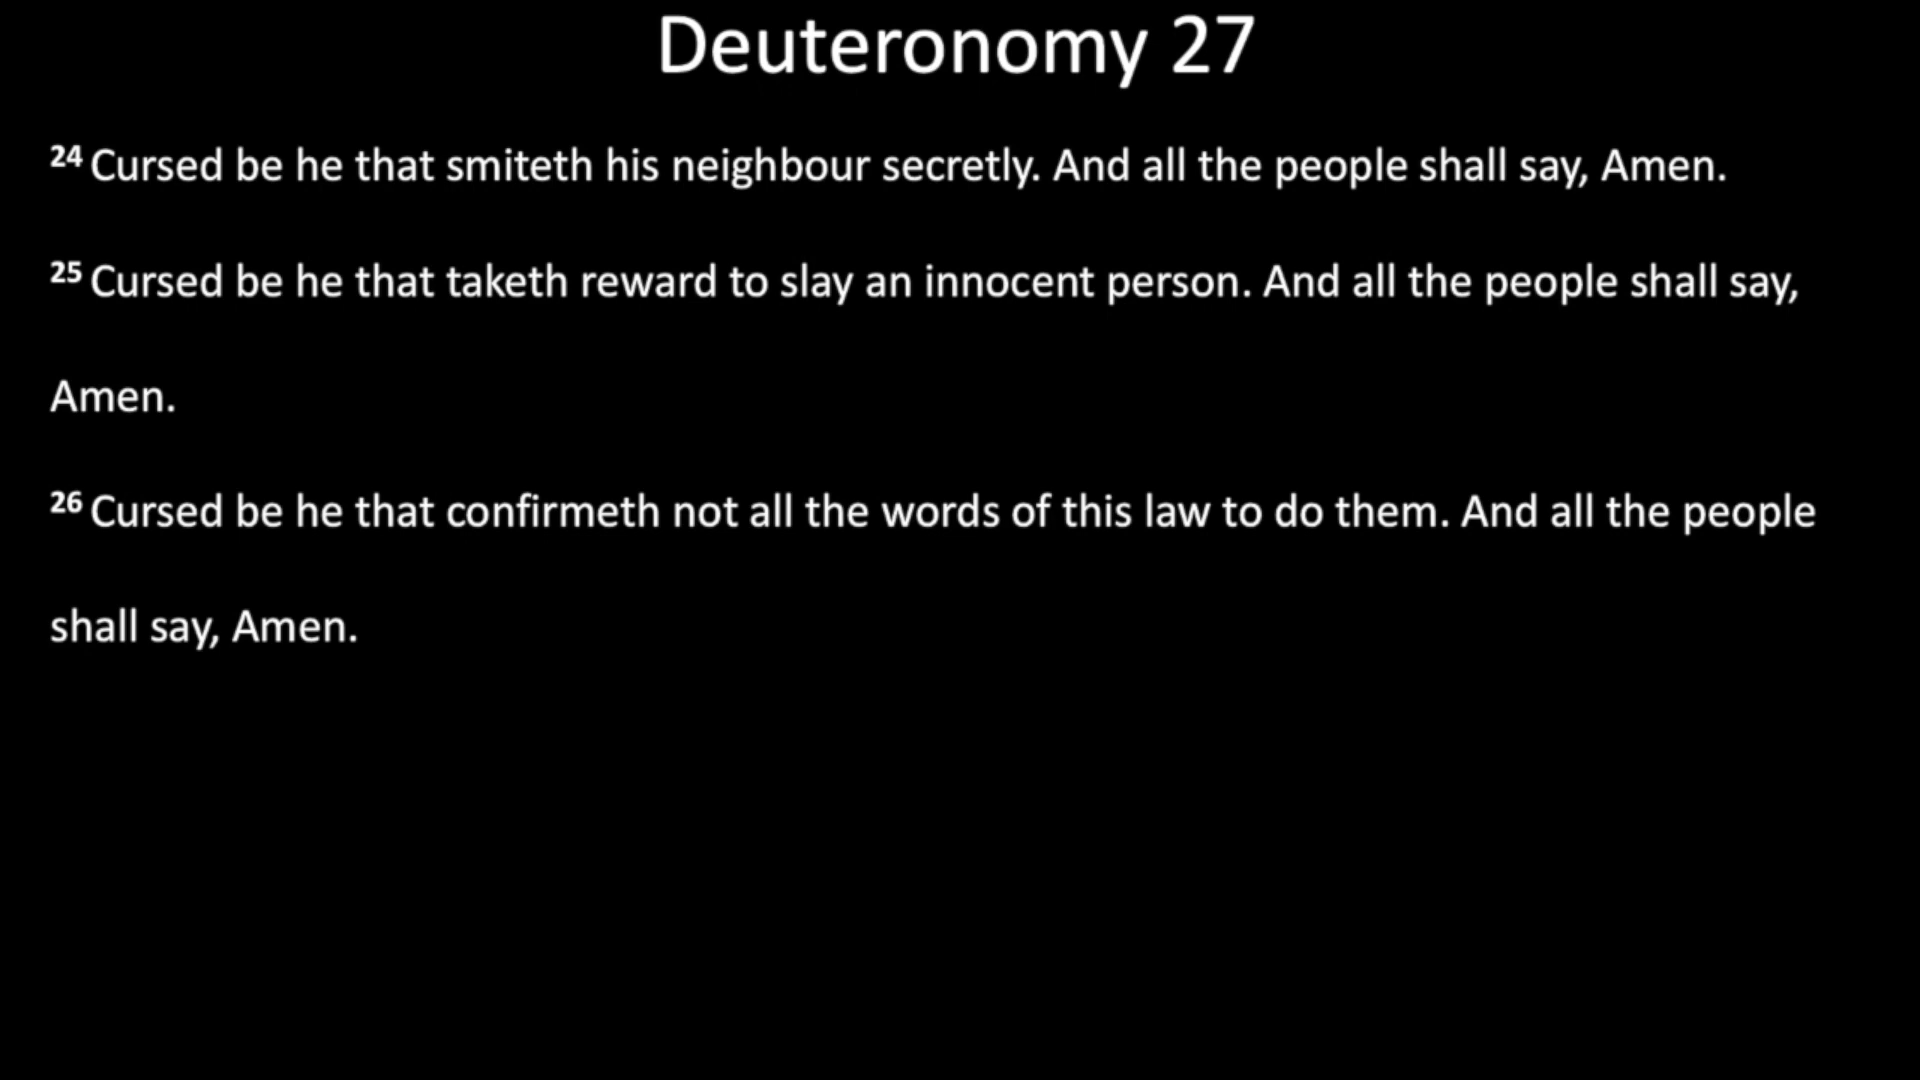 Deuteronomy 27
24 Cursed be he that smiteth his neighbour secretly. And all the people shall say, Amen.
25 Cursed be he that taketh reward to slay an innocent person. And all the people shall say,
Amen.
26 Cursed be he that confirmeth not all the words of this law to do them. And all the people
shall say, Amen.